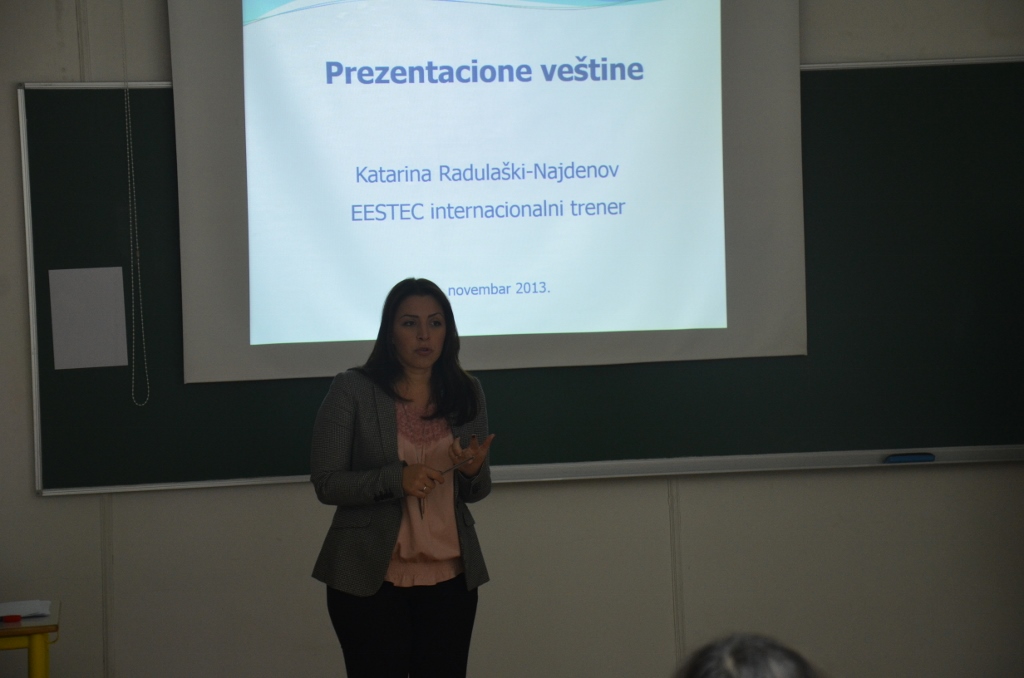 Prezentacione veštine
Katarina Radulaški-Najdenov
EESTEC internacionalni trener
novembar 2013.